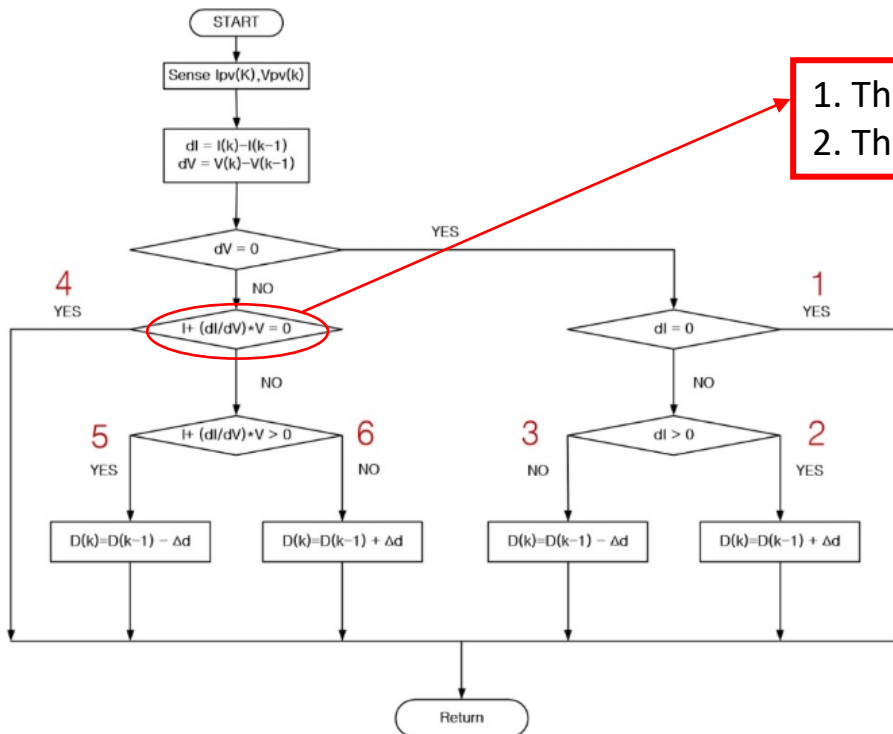 START
Sense Ipv(K),Vpv(k)
1. Th
2. Th
dI = I(k)-I(k-1)
dV = V(k)-V(k-1)
dV = 0
YES
NO
4
YES
I+ (dI/dV)*V = 0
dI = 0
1
YES
NO
NO
5
YES
I+ (dI/dV)*V > 0
6
NO
3
NO
dI > 0
2
YES
D(k)=D(k-1) - Δd
D(k)=D(k-1) + Δd
D(k)=D(k-1) - Δd
D(k)=D(k-1) + Δd
Return